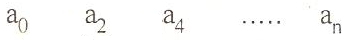 a₀ a₂ a₄ ..... aₙ